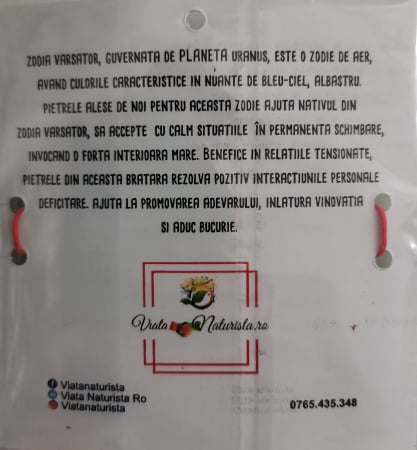 ZODIA VARSATOR, GUVERNATA DE PLANETA URANUS, ESTE O ZODIE DE AER,
AVAND CULORILE CARACTERISTICE IN NUANTE DE BLEU-CIEL, ALBASTRU.
PIETRELE ALESE DE NOI PENTRU ACEASTA ZODIE AJUTA NATIVUL DIN
ZODIA VARSATOR, SA ACCEPTE CU CALM SITUATIILE ÎN PERMANENTA SCHIMBARE,
INVOCAND O FORTA INTERIOARA MARE. BENEFICE IN RELATIILE TENSIONATE,
PIETRELE DIN ACEASTA BRATARA REZOLVA POZITIV INTERACTIUNILE PERSONALE
DEFICITARE. AJUTA LA PROMOVAREA ADEVARULUI, INLATURA VINOVATIA
SI ADUC BUCURIE.
Viata Naturista.ro
Viatanaturista
Viata Naturista Ro
Viatanaturista
0765.435.348